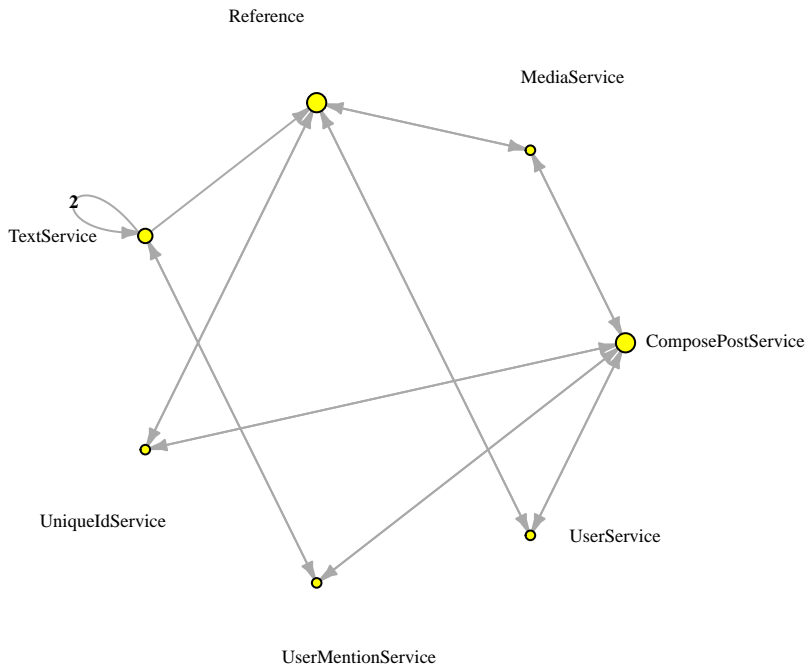 Reference
MediaService
2
TextService
ComposePostService
UniqueIdService
UserService
UserMentionService